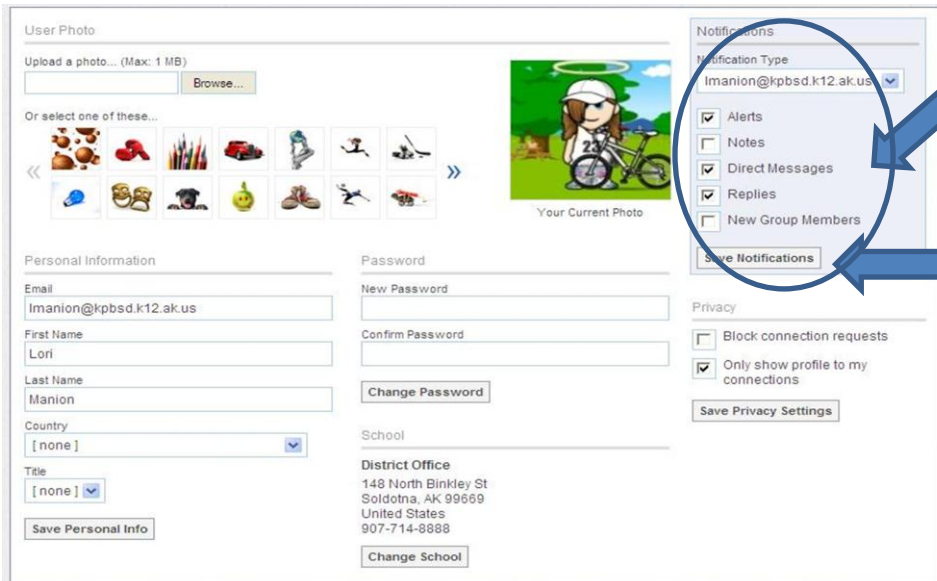 User Photo
Upload a photo... (Max: 1 MB)
Browse...
Or select one of these...
«
»
23
Your Current Photo
Personal Information
Email
lmanion@kpbsd.k12.ak.us
First Name
Lori
Last Name
Manion
Country
[ none ]
Title
[ none ]
Save Personal Info
Password
New Password
Confirm Password
Change Password
School
District Office
148 North Binkley St
Soldotna, AK 99669
United States
907-714-8888
Change School
Notifications
Notification Type
lmanion@kpbsd.k12.ak.us
Alerts
Notes
Direct Messages
Replies
New Group Members
Save Notifications
Privacy
Block connection requests
Only show profile to my
connections
Save Privacy Settings